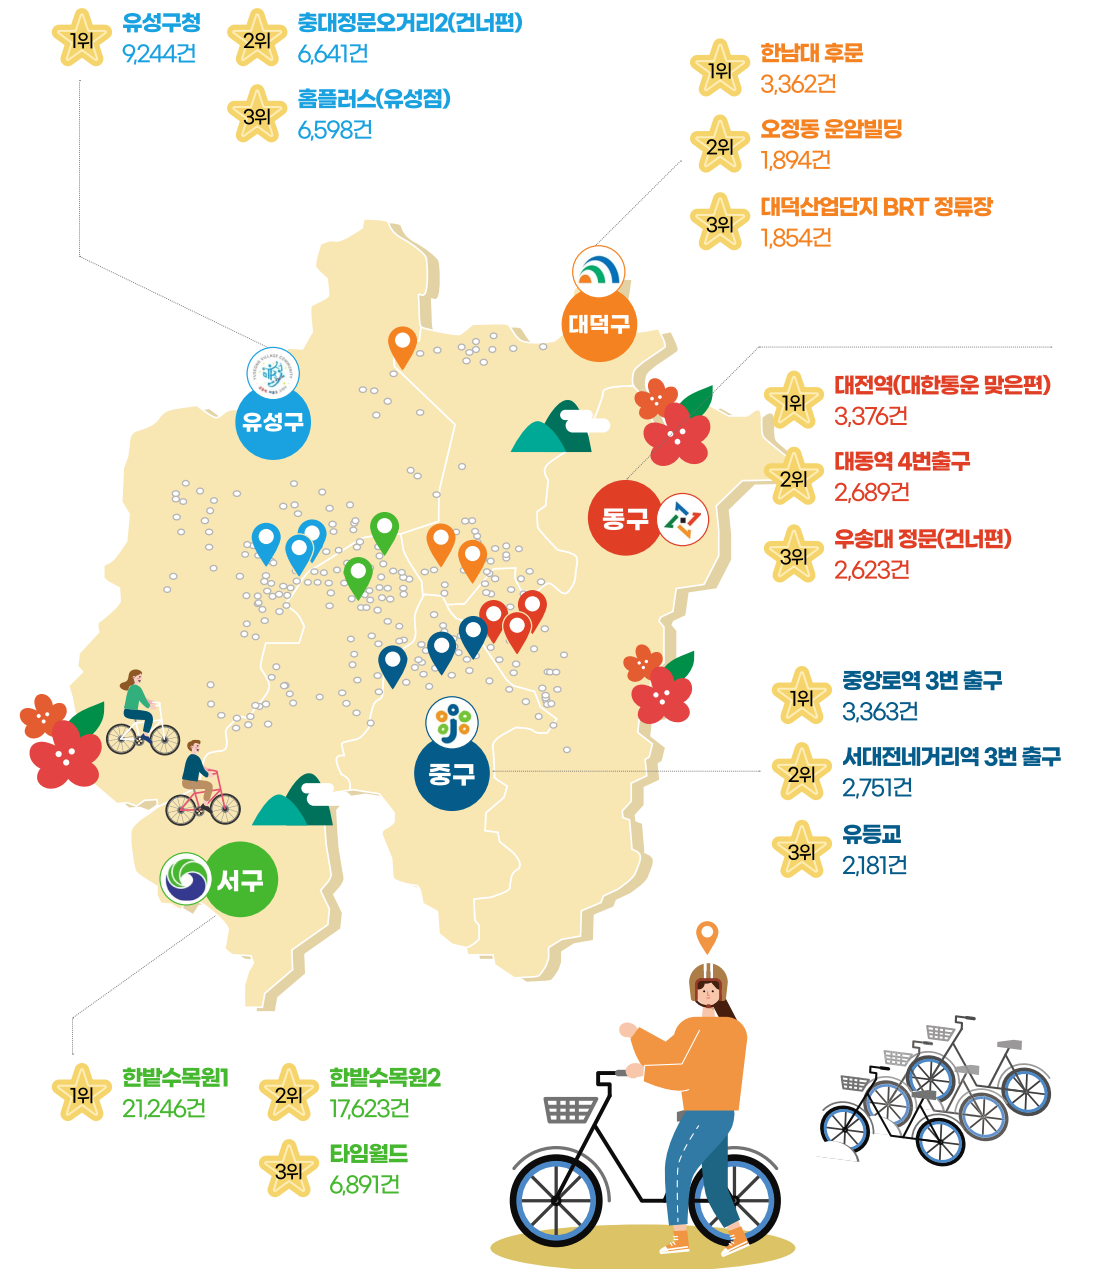 1위
유성구청
9,244건
2위
충대정문오거리2(건너편)
6,641건
3위
홈플러스(유성점)
6,598건
1위
한남대 후문
3,362건
2위
오정동 운암빌딩
1,894건
3위
대덕산업단지 BRT 정류장
1,854건
대덕구
유성구
1위
대전역(대한통운 맞은편)
3,376건
2위
대동역 4번출구
2,689건
3위
우송대 정문(건너편)
2,623건
동구
1위
중앙로역 3번 출구
3,363건
2위
서대전네거리역 3번 출구
2,751건
3위
유등교
2,181건
중구
서구
1위
한밭수목원1
21,246건
2위
한밭수목원2
17,623건
3위
타임월드
6,891건